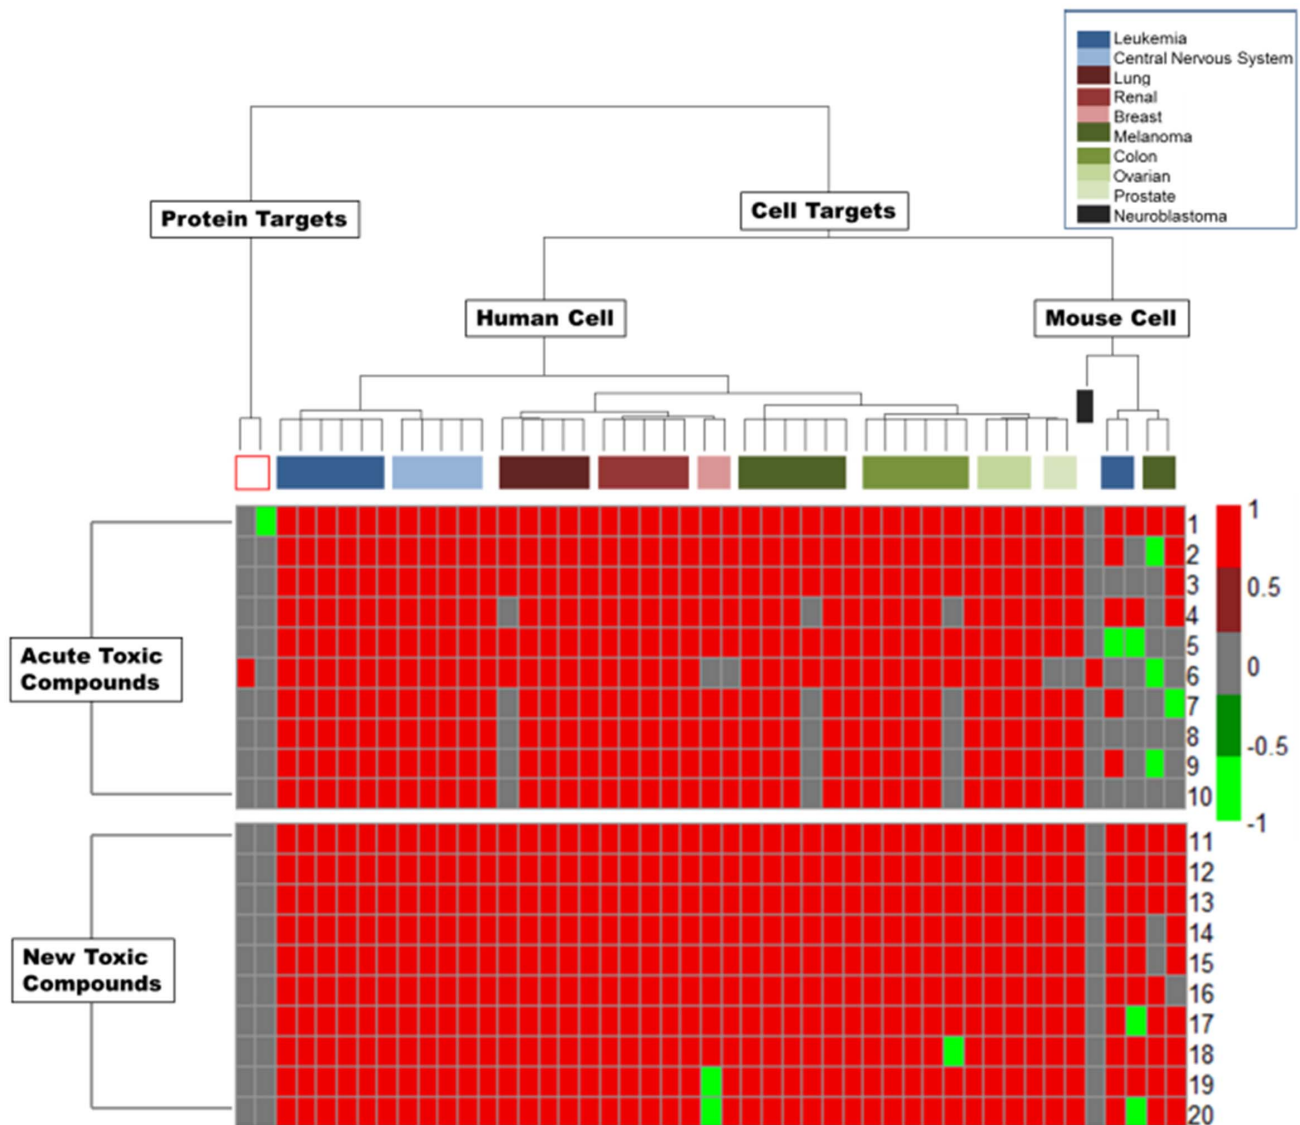 Leukemia
Central Nervous System
Lung
Renal
Breast
Melanoma
Colon
Ovarian
Prostate
Neuroblastoma
Protein Targets
Cell Targets
Human Cell
Mouse Cell
Acute Toxic
Compounds
1
2
3
4
5
6
7
8
9
10
1
0.5
0
-0.5
-1
New Toxic
Compounds
11
12
13
14
15
16
17
18
19
20